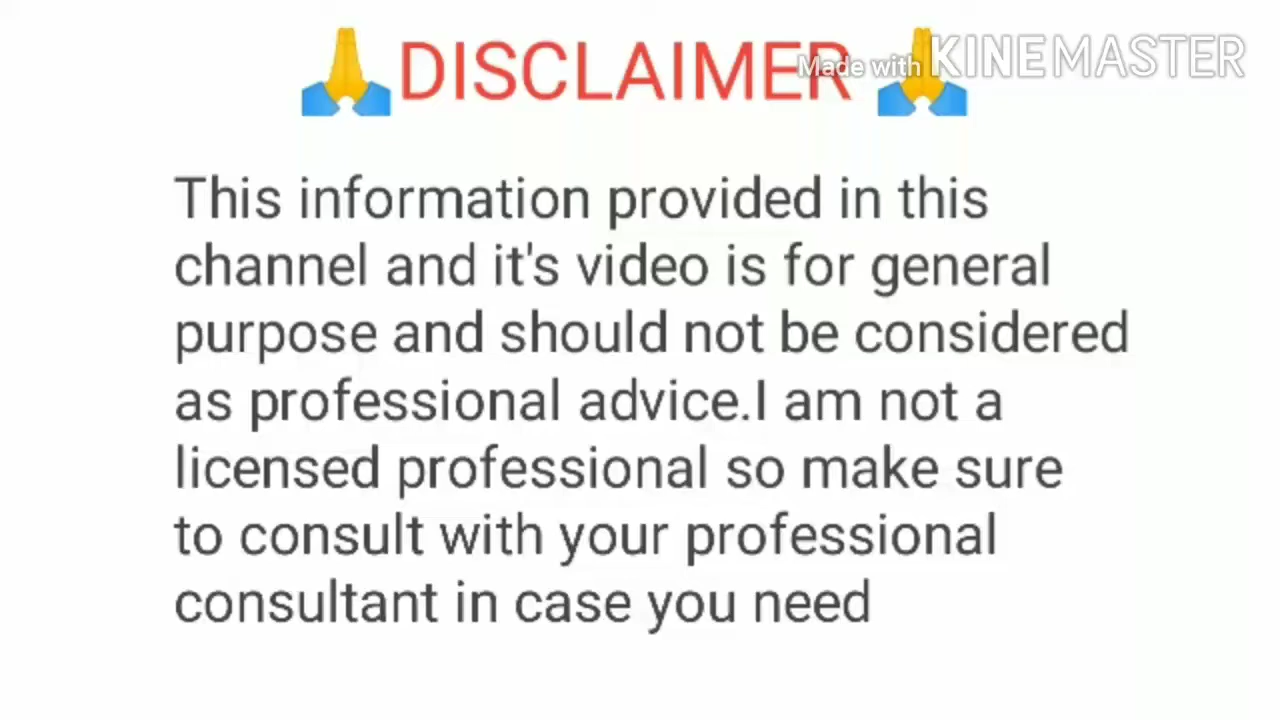 🙏DISCLAIMER🙏
Made with KINEMASTER
This information provided in this
channel and it's video is for general
purpose and should not be considered
as professional advice.I am not a
licensed professional so make sure
to consult with your professional
consultant in case you need